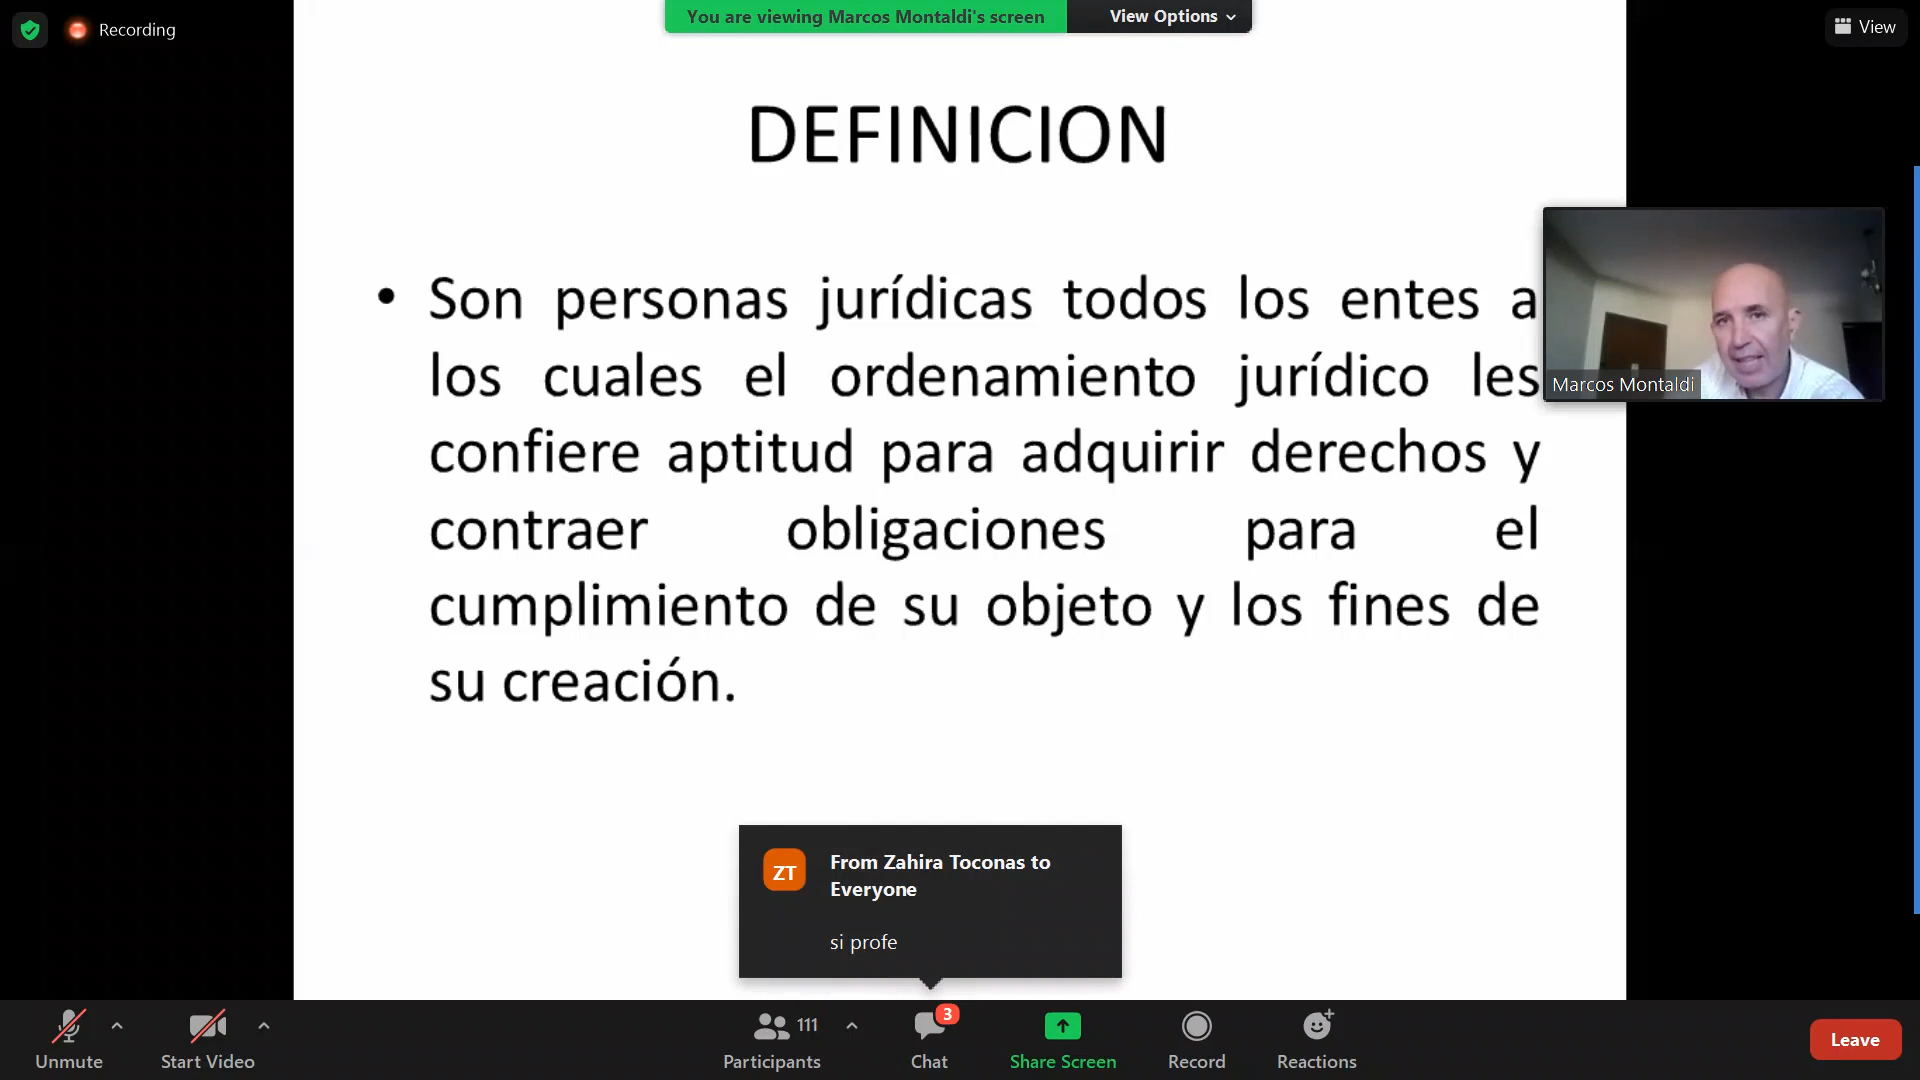 Recording
You are viewing Marcos Montaldi's screen
View Options
View
DEFINICION
• Son personas jurídicas todos los entes a
los cuales el ordenamiento jurídico les
confiere aptitud para adquirir derechos y
contraer obligaciones para el
cumplimiento de su objeto y los fines de
su creación.
Marcos Montaldi
ZT
From Zahira Toconas to
Everyone
si profe
Unmute
Start Video
111
Participants
3
Chat
Share Screen
Record
Reactions
Leave